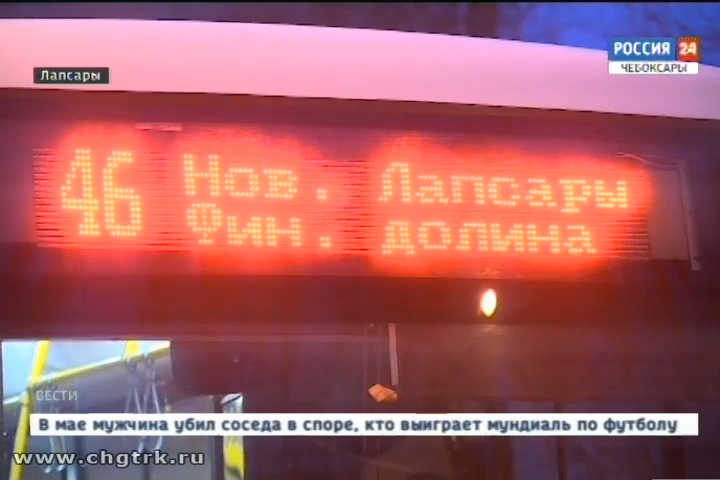 РОССИЯ 24
ЧЕБОКСАРЫ
Лапсары
46 Нов. Лапсары
Фин. долина
ВЕСТИ
В мае мужчина убил соседа в споре, кто выиграет мундиаль по футболу
www.chgtrk.ru